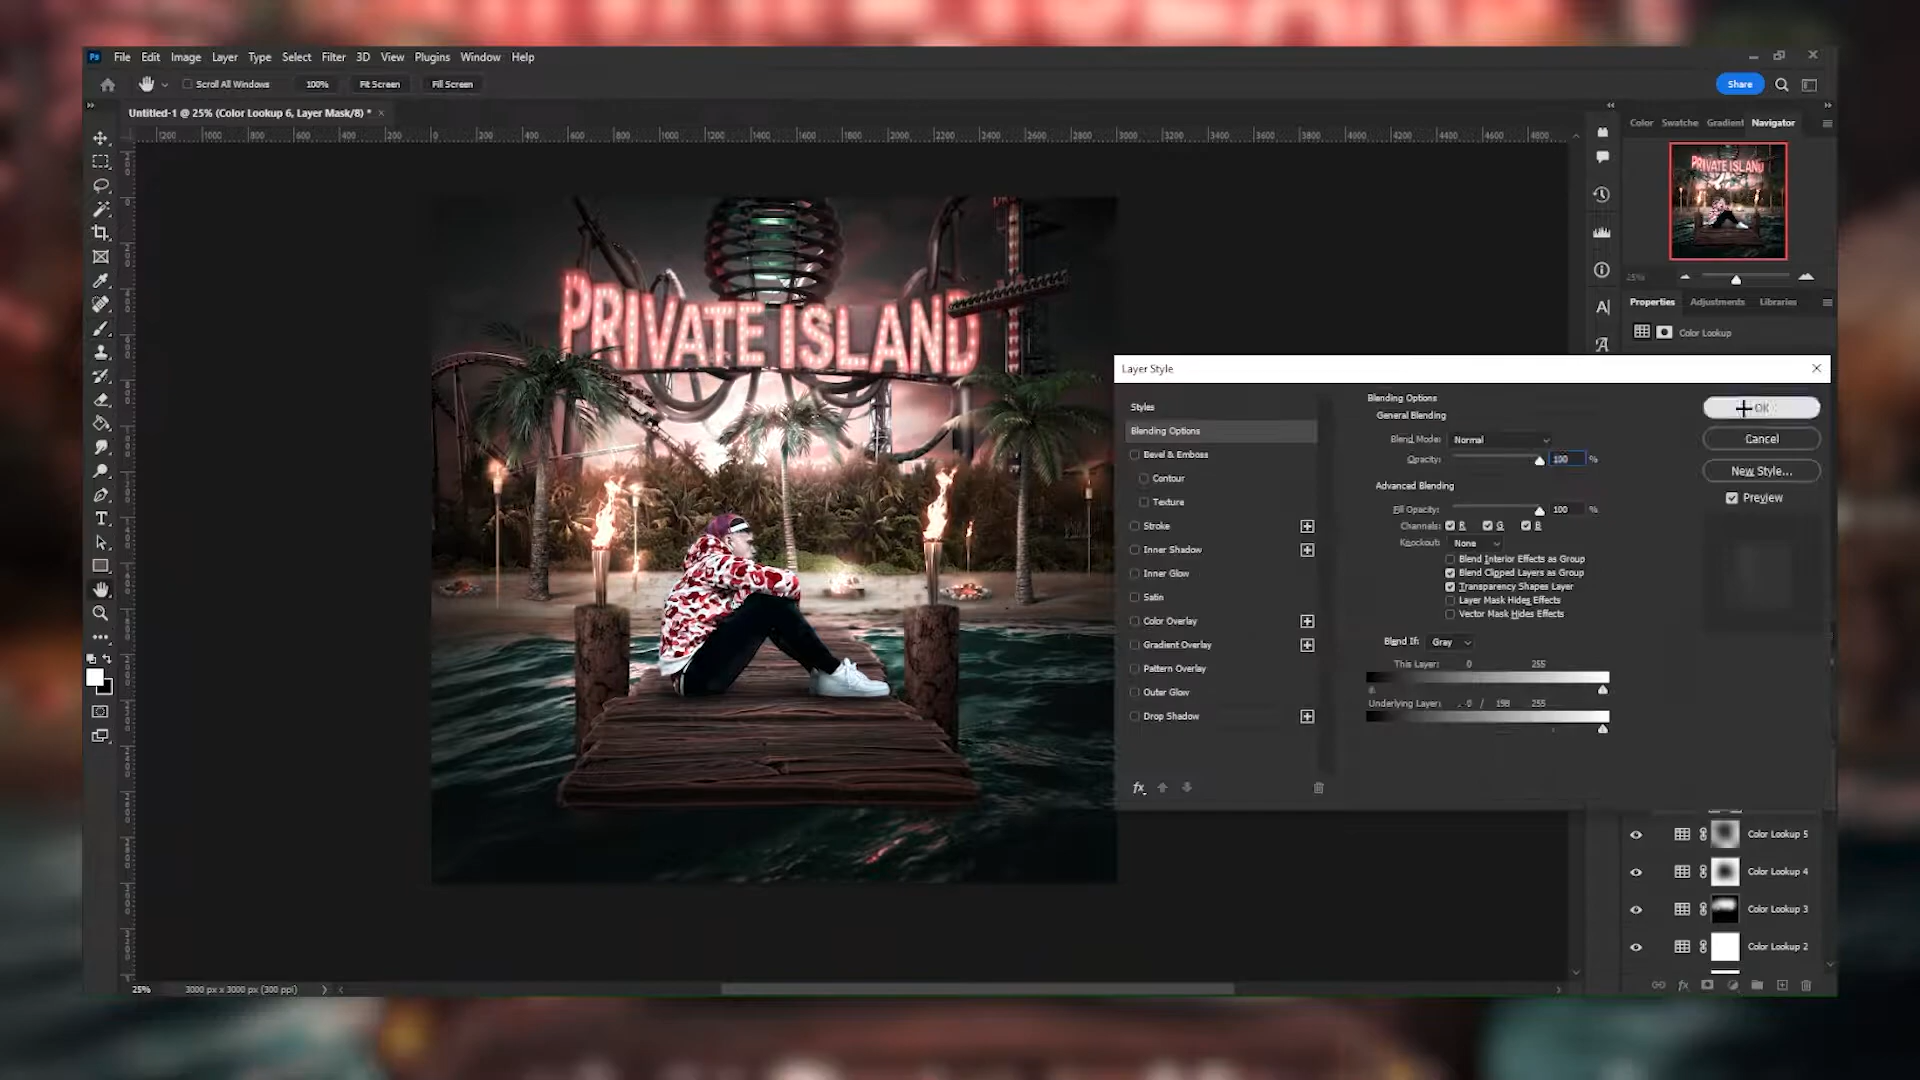 Ps File Edit Image Layer Type Select Filter 3D View Plugins Window Help
Scroll All Windows 100% Fit Screen Fill Screen
Share
Untitled-1 @ 25% (Color Lookup 6, Layer Mask/8) *
Color Swatche Gradient Navigator
PRIVATE ISLAND
PRIVATE ISLAND
25%
Properties Adjustments Libraries
Color Lookup
Layer Style
Styles
Blending Options
Bevel & Emboss
Contour
Texture
Stroke
Inner Shadow
Inner Glow
Satin
Color Overlay
Gradient Overlay
Pattern Overlay
Outer Glow
Drop Shadow
fx
Blending Options
General Blending
Blend Mode: Normal
Opacity: 100 %
Advanced Blending
Fill Opacity: 100 %
Channels: R G B
Knockout: None
Blend Interior Effects as Group
Blend Clipped Layers as Group
Transparency Shapes Layer
Layer Mask Hides Effects
Vector Mask Hides Effects
Blend If: Gray
This Layer: 0 255
Underlying Layer: 0 / 198 255
OK
Cancel
New Style...
Preview
Color Lookup 5
Color Lookup 4
Color Lookup 3
Color Lookup 2
fx
25% 3000 px x 3000 px (300 ppi)